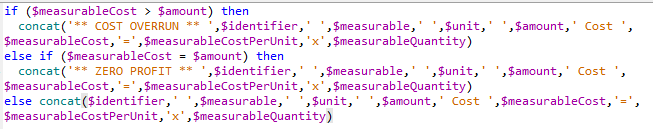 if ($measurableCost > $amount) then
concat('** COST OVERRUN ** ',$identifier,' ',$measurable,' ',$unit,' ',$amount,' Cost ',
$measurableCost,'=',$measurableCostPerUnit,'x',$measurableQuantity)
else if ($measurableCost = $amount) then
concat('** ZERO PROFIT ** ',$identifier,' ',$measurable,' ',$unit,' ',$amount,' Cost ',
$measurableCost,'=',$measurableCostPerUnit,'x',$measurableQuantity)
else concat($identifier,' ',$measurable,' ',$unit,' ',$amount,' Cost ',$measurableCost,'=',
$measurableCostPerUnit,'x',$measurableQuantity)